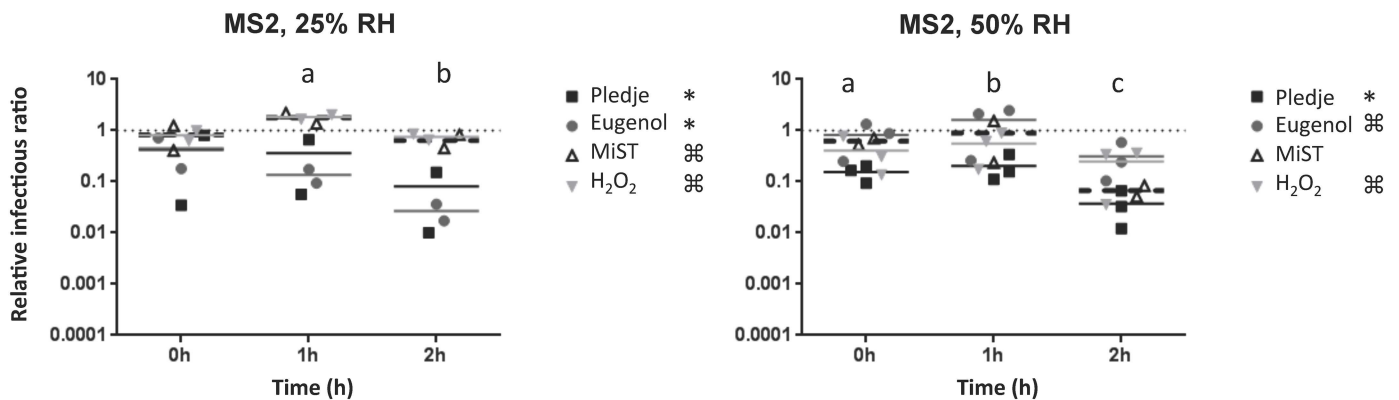 MS2, 25% RH
Relative infectious ratio
10
1
0.1
0.01
0.001
0.0001
a
b
0h
1h
2h
Time (h)
■ Pledje *
● Eugenol *
△ MiST ⌘
▼ H₂O₂ ⌘
MS2, 50% RH
10
1
0.1
0.01
0.001
0.0001
a
b
c
0h
1h
2h
Time (h)
■ Pledje *
● Eugenol ⌘
△ MiST
▼ H₂O₂ ⌘